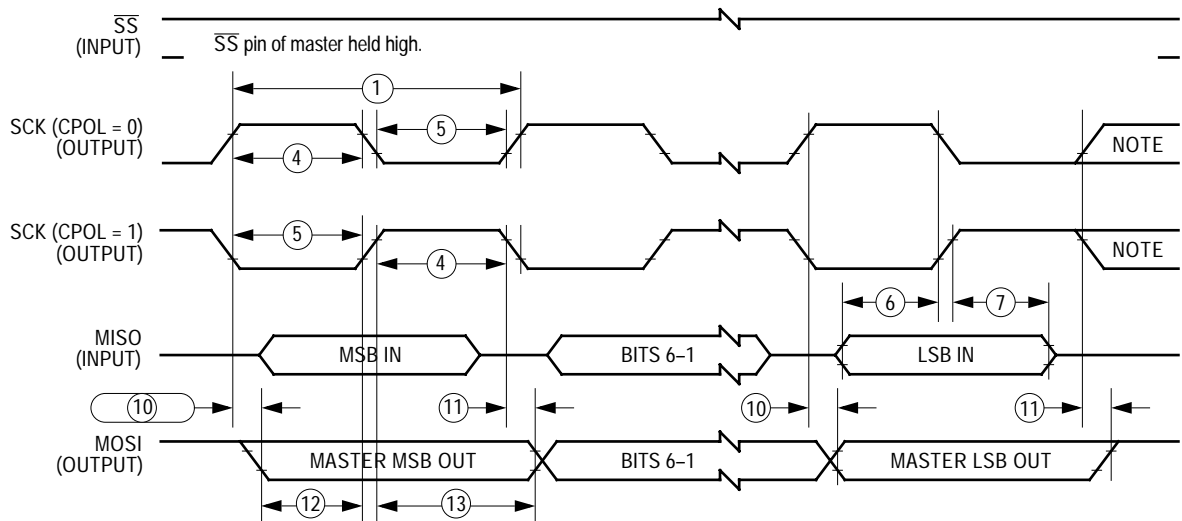 SS
(INPUT)
SS pin of master held high.
1
SCK (CPOL = 0)
(OUTPUT)
5
4
NOTE
SCK (CPOL = 1)
(OUTPUT)
5
4
NOTE
6
7
MISO
(INPUT)
MSB IN
BITS 6–1
LSB IN
10
11
10
11
MOSI
(OUTPUT)
MASTER MSB OUT
BITS 6–1
MASTER LSB OUT
12
13